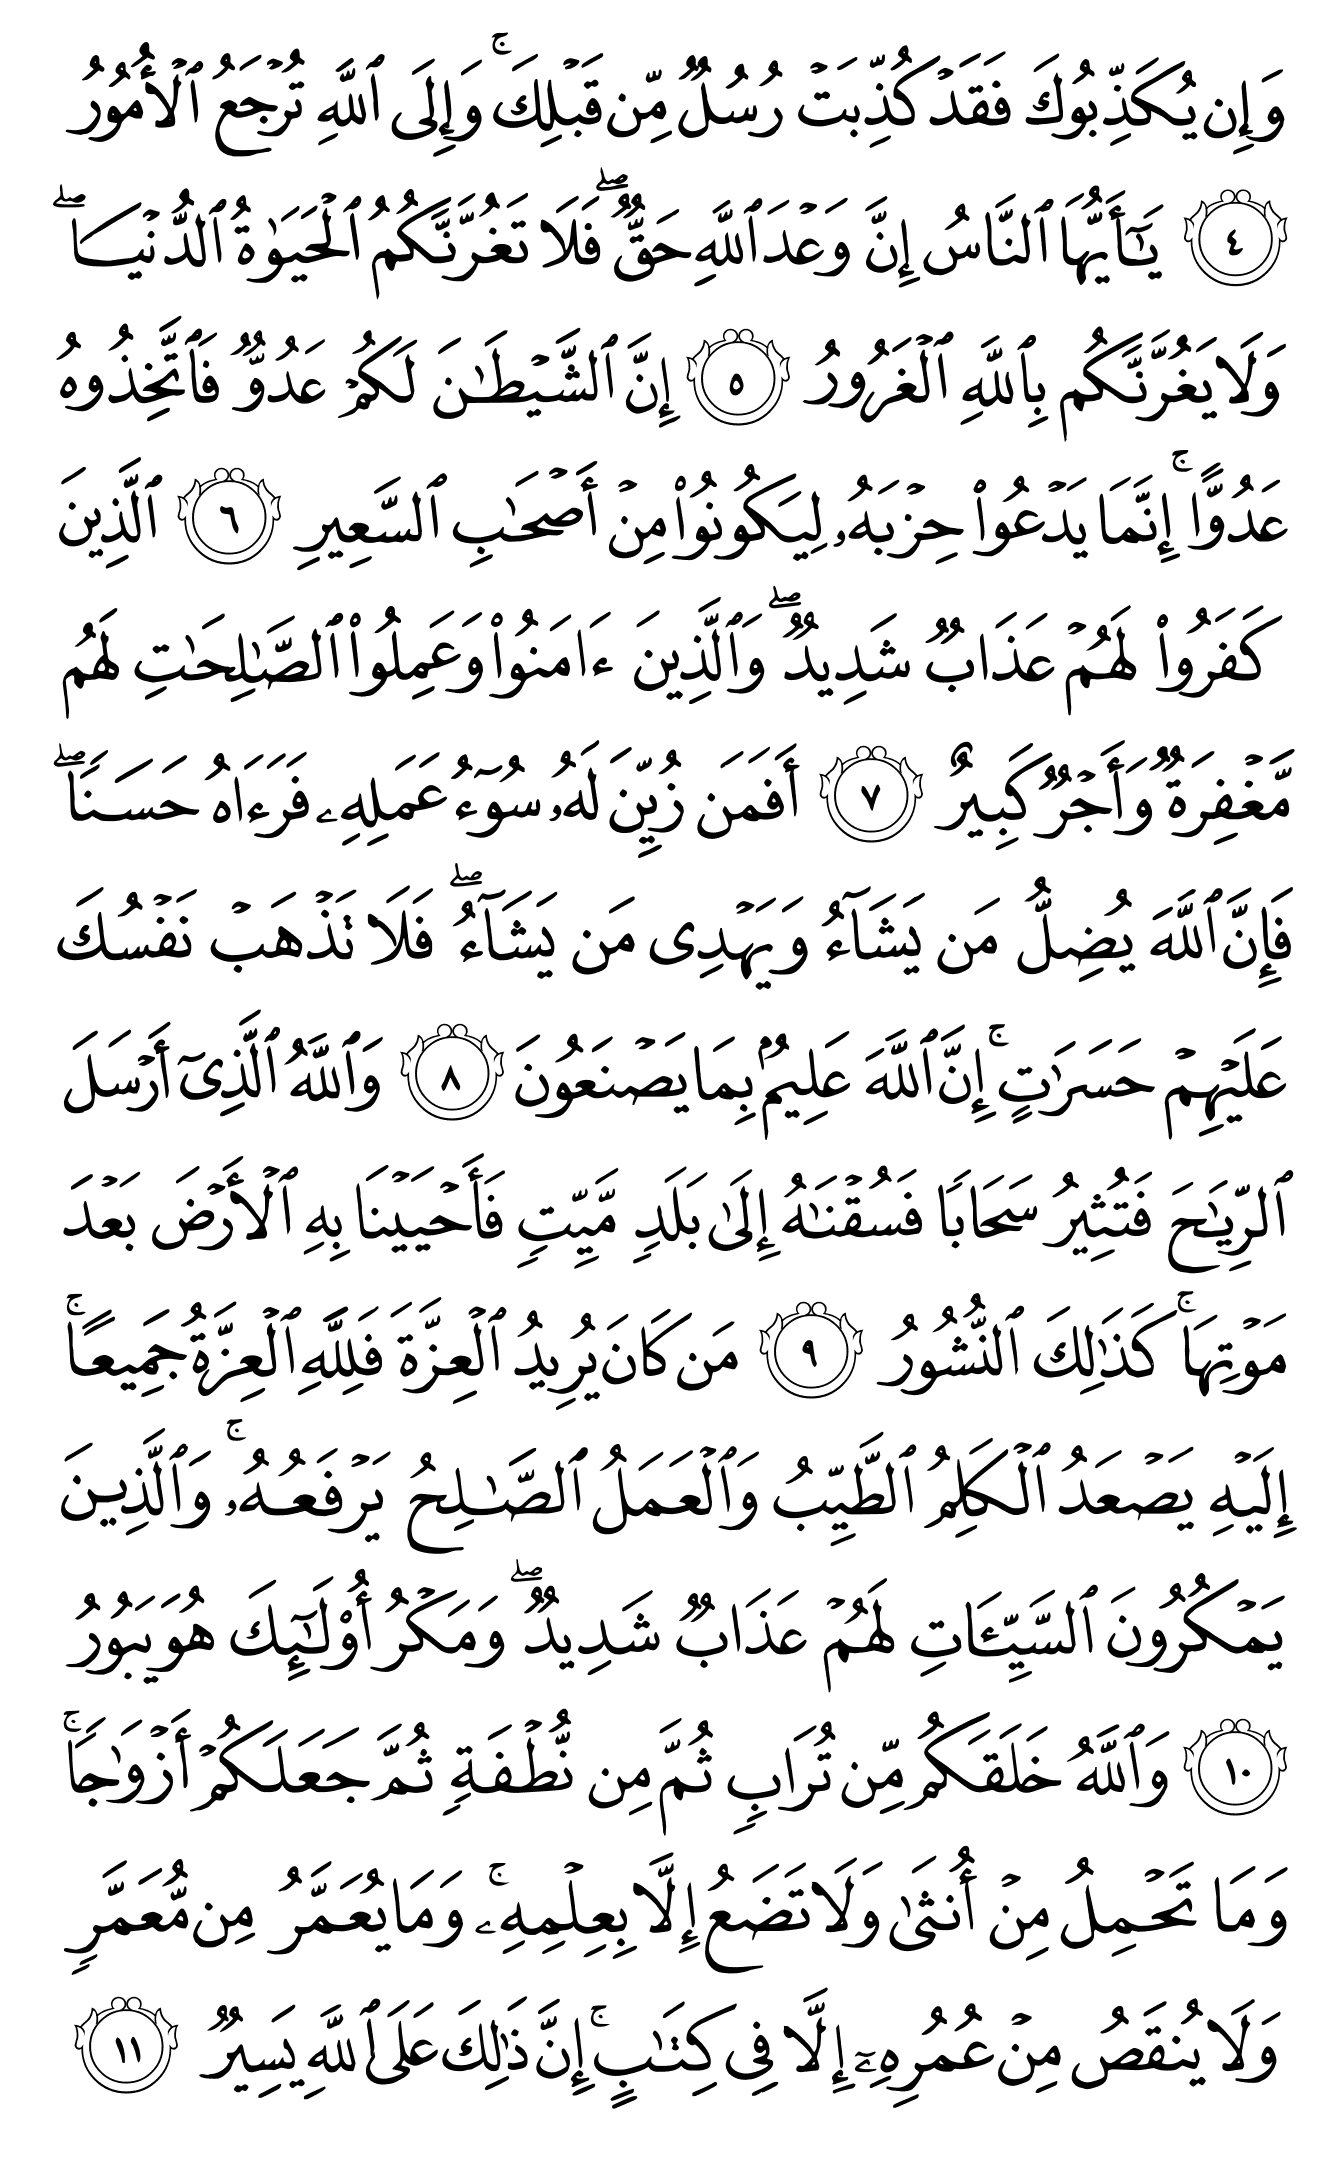 وَإِن يُكَذِّبُوكَ فَقَدْ كُذِّبَتْ رُسُلٌ مِّن قَبْلِكَ ۚ وَإِلَى ٱللَّهِ تُرْجَعُ ٱلْأُمُورُ
٤ يَٰٓأَيُّهَا ٱلنَّاسُ إِنَّ وَعْدَ ٱللَّهِ حَقٌّ ۖ فَلَا تَغُرَّنَّكُمُ ٱلْحَيَوٰةُ ٱلدُّنْيَا ۖ
وَلَا يَغُرَّنَّكُم بِٱللَّهِ ٱلْغَرُورُ ٥ إِنَّ ٱلشَّيْطَٰنَ لَكُمْ عَدُوٌّ فَٱتَّخِذُوهُ
عَدُوًّا ۚ إِنَّمَا يَدْعُوا۟ حِزْبَهُۥ لِيَكُونُوا۟ مِنْ أَصْحَٰبِ ٱلسَّعِيرِ ٦ ٱلَّذِينَ
كَفَرُوا۟ لَهُمْ عَذَابٌ شَدِيدٌ ۖ وَٱلَّذِينَ ءَامَنُوا۟ وَعَمِلُوا۟ ٱلصَّٰلِحَٰتِ لَهُم
مَّغْفِرَةٌ وَأَجْرٌ كَبِيرٌ ٧ أَفَمَن زُيِّنَ لَهُۥ سُوٓءُ عَمَلِهِۦ فَرَءَاهُ حَسَنًا ۖ
فَإِنَّ ٱللَّهَ يُضِلُّ مَن يَشَآءُ وَيَهْدِى مَن يَشَآءُ ۖ فَلَا تَذْهَبْ نَفْسُكَ
عَلَيْهِمْ حَسَرَٰتٍ ۚ إِنَّ ٱللَّهَ عَلِيمٌۢ بِمَا يَصْنَعُونَ ٨ وَٱللَّهُ ٱلَّذِىٓ أَرْسَلَ
ٱلرِّيَٰحَ فَتُثِيرُ سَحَابًا فَسُقْنَٰهُ إِلَىٰ بَلَدٍ مَّيِّتٍ فَأَحْيَيْنَا بِهِ ٱلْأَرْضَ بَعْدَ
مَوْتِهَا ۚ كَذَٰلِكَ ٱلنُّشُورُ ٩ مَن كَانَ يُرِيدُ ٱلْعِزَّةَ فَلِلَّهِ ٱلْعِزَّةُ جَمِيعًا ۚ
إِلَيْهِ يَصْعَدُ ٱلْكَلِمُ ٱلطَّيِّبُ وَٱلْعَمَلُ ٱلصَّٰلِحُ يَرْفَعُهُۥ ۚ وَٱلَّذِينَ
يَمْكُرُونَ ٱلسَّيِّـَٔاتِ لَهُمْ عَذَابٌ شَدِيدٌ ۖ وَمَكْرُ أُو۟لَٰٓئِكَ هُوَ يَبُورُ
١٠ وَٱللَّهُ خَلَقَكُم مِّن تُرَابٍ ثُمَّ مِن نُّطْفَةٍ ثُمَّ جَعَلَكُمْ أَزْوَٰجًا ۚ
وَمَا تَحْمِلُ مِنْ أُنثَىٰ وَلَا تَضَعُ إِلَّا بِعِلْمِهِۦ ۚ وَمَا يُعَمَّرُ مِن مُّعَمَّرٍ
وَلَا يُنقَصُ مِنْ عُمُرِهِۦٓ إِلَّا فِى كِتَٰبٍ ۚ إِنَّ ذَٰلِكَ عَلَى ٱللَّهِ يَسِيرٌ ١١